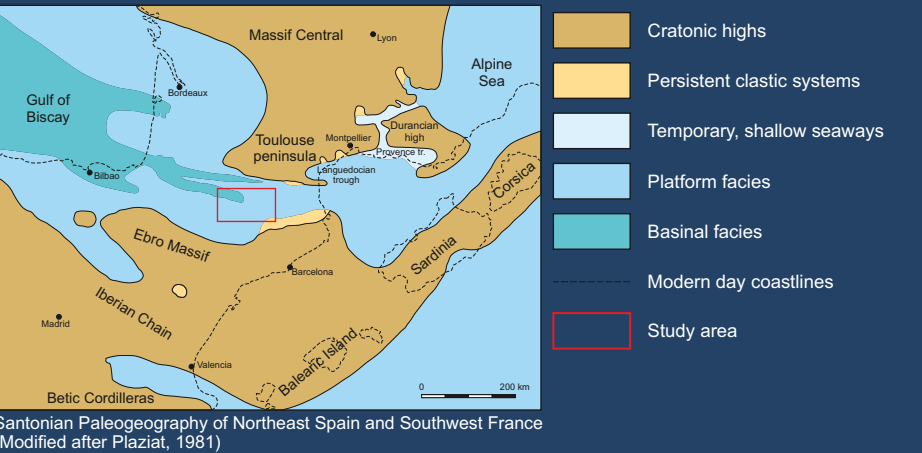 Massif Central
Lyon
Alpine
Sea
Gulf of
Biscay
Bordeaux
Toulouse
peninsula
Montpellier
Durancian
high
Provence tr.
Languedocian
trough
Bilbao
Corsica
Ebro Massif
Sardinia
Barcelona
Iberian Chain
Madrid
Valencia
Balearic Island
Betic Cordilleras
0 200 km
Santonian Paleogeography of Northeast Spain and Southwest France
(Modified after Plaziat, 1981)
Cratonic highs
Persistent clastic systems
Temporary, shallow seaways
Platform facies
Basinal facies
Modern day coastlines
Study area